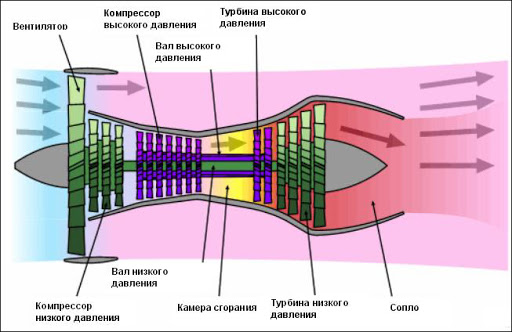 Вентилятор
Компрессор
высокого давления
Вал высокого
давления
Турбина высокого
давления
Компрессор
низкого давления
Вал низкого
давления
Камера сгорания
Турбина низкого
давления
Сопло